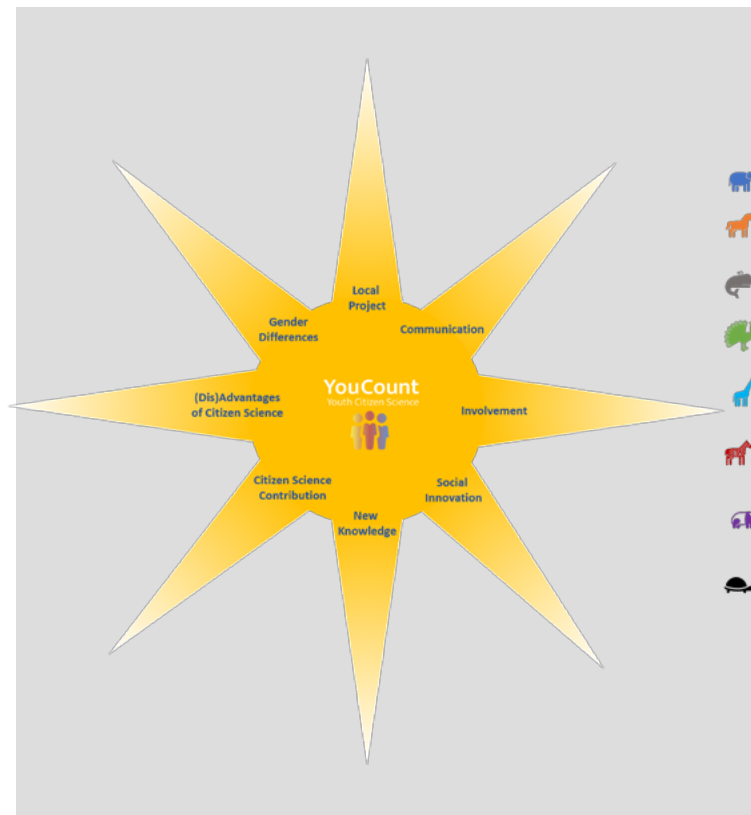 Local
Project
Communication
Involvement
Social
Innovation
New
Knowledge
Citizen Science
Contribution
(Dis)Advantages
of Citizen Science
Gender
Differences
YouCount
Youth Citizen Science